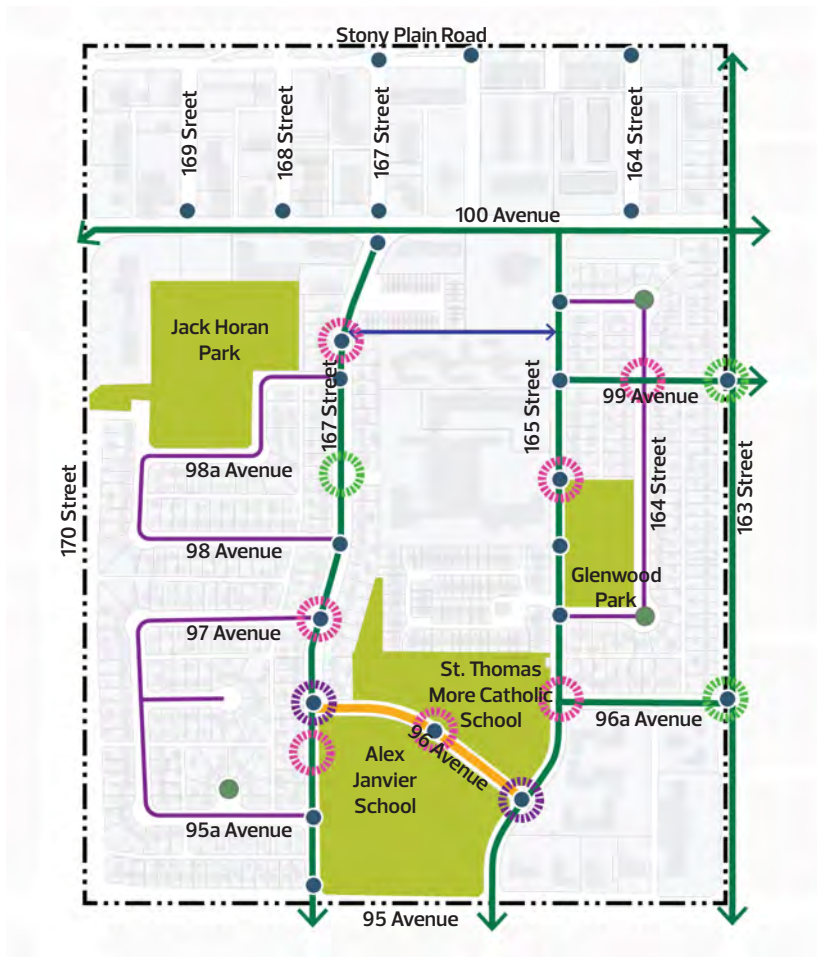 Stony Plain Road
169 Sreet
168 Street
167 Street
164 Street
100 Avenue
Jack Horan
Park
167 Street
165 Street
99 Avenue
98a Avenue
164 Street
163 Street
170 Street
98 Avenue
Glenwood
Park
97 Avenue
St. Thomas
More Catholic
School
96a Avenue
96 Avenue
Alex
Janvier
School
95a Avenue
95 Avenue